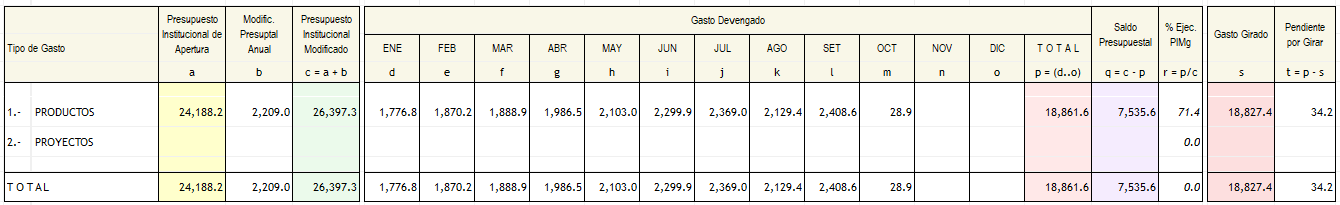 Tipo de Gasto | Presupuesto Institucional de Apertura | Modific. Presuptal Anual | Presupuesto Institucional Modificado | Gasto Devengado | Saldo Presupuestal | % Ejec. PIMg | Gasto Girado | Pendiente por Girar
ENE | FEB | MAR | ABR | MAY | JUN | JUL | AGO | SET | OCT | NOV | DIC | T O T A L
a | b | c = a + b | d | e | f | g | h | i | j | k | l | m | n | o | p = (d..o) | q = c - p | r = p/c | s | t = p - s
1.- PRODUCTOS | 24,188.2 | 2,209.0 | 26,397.3 | 1,776.8 | 1,870.2 | 1,888.9 | 1,986.5 | 2,103.0 | 2,299.9 | 2,369.0 | 2,129.4 | 2,408.6 | 28.9 | 18,861.6 | 7,535.6 | 71.4 | 18,827.4 | 34.2
2.- PROYECTOS | 0.0
T O T A L | 24,188.2 | 2,209.0 | 26,397.3 | 1,776.8 | 1,870.2 | 1,888.9 | 1,986.5 | 2,103.0 | 2,299.9 | 2,369.0 | 2,129.4 | 2,408.6 | 28.9 | 18,861.6 | 7,535.6 | 0.0 | 18,827.4 | 34.2